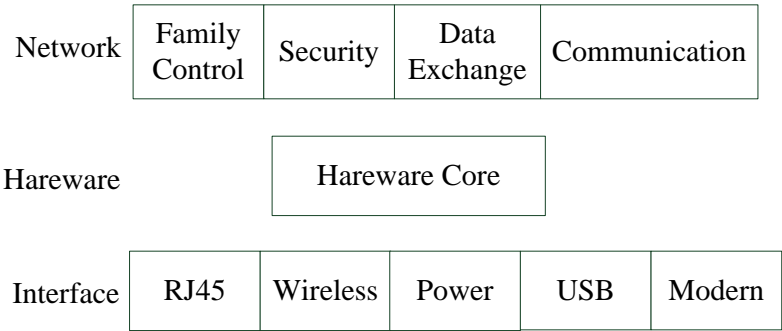 Network
Family
Control
Security
Data
Exchange
Communication
Hareware
Hareware Core
Interface
RJ45
Wireless
Power
USB
Modern